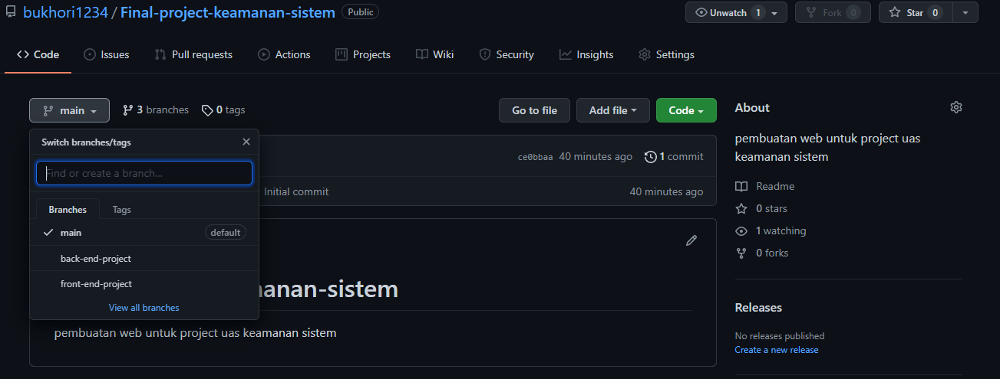 bukhori1234 / Final-project-keamanan-sistem Public
Unwatch 1 Fork 0 Star 0
Code Issues Pull requests Actions Projects Wiki Security Insights Settings
main 3 branches 0 tags Go to file Add file Code
Switch branches/tags
Find or create a branch...
Branches Tags
main default
back-end-project
front-end-project
View all branches
ce0bbaa 40 minutes ago 1 commit
Initial commit 40 minutes ago
manan-sistem
pembuatan web untuk project uas keamanan sistem
About
pembuatan web untuk project uas
keamanan sistem
Readme
0 stars
1 watching
0 forks
Releases
No releases published
Create a new release